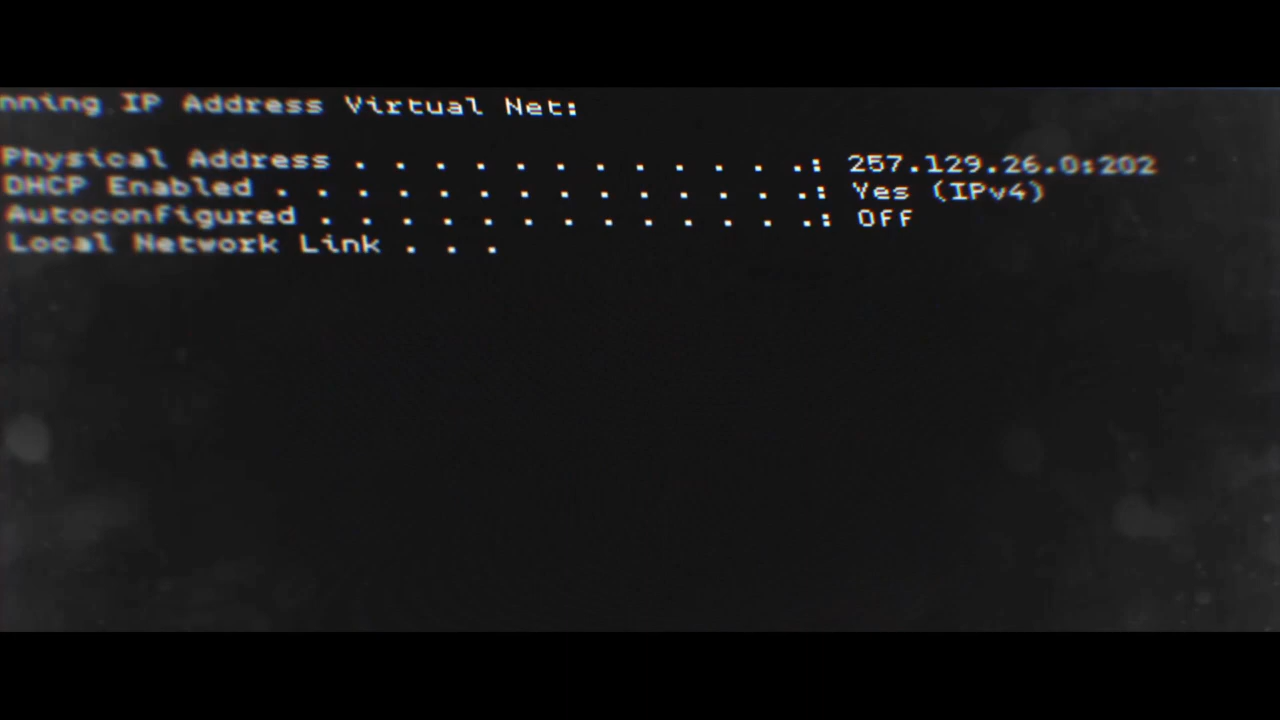 nning IP Address Virtual Net:
Physical Address . . . . . . . . . . . .: 257.129.26.0:202
DHCP Enabled . . . . . . . . . . . . . .: Yes (IPv4)
Autoconfigured . . . . . . . . . . . . .: Off
Local Network Link . . .